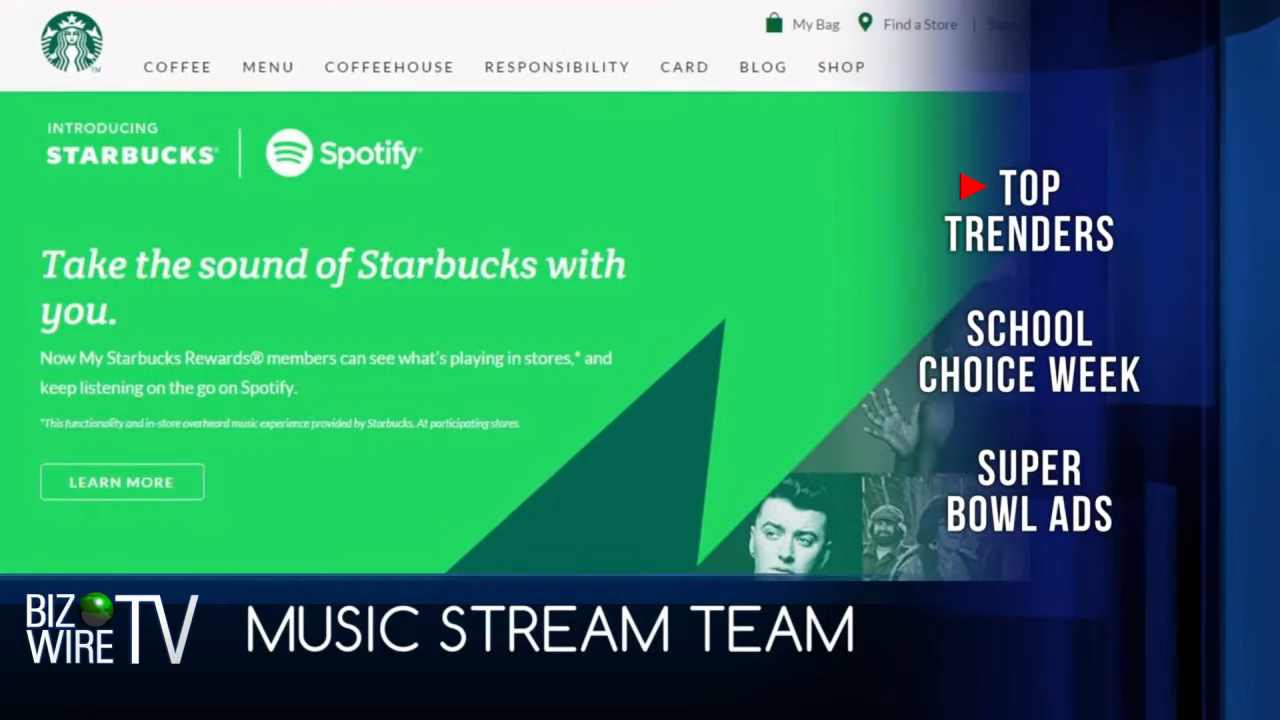 My Bag Find a Store |
COFFEE MENU COFFEEHOUSE RESPONSIBILITY CARD BLOG SHOP
INTRODUCING
STARBUCKS® | Spotify®
Take the sound of Starbucks with
you.
Now My Starbucks Rewards® members can see what's playing in stores,* and
keep listening on the go on Spotify.
*This functionality and in-store overheard music experience provided by Starbucks. At participating stores.
LEARN MORE
TOP
TRENDERS
SCHOOL
CHOICE WEEK
SUPER
BOWL ADS
BIZ
WIRE TV
MUSIC STREAM TEAM